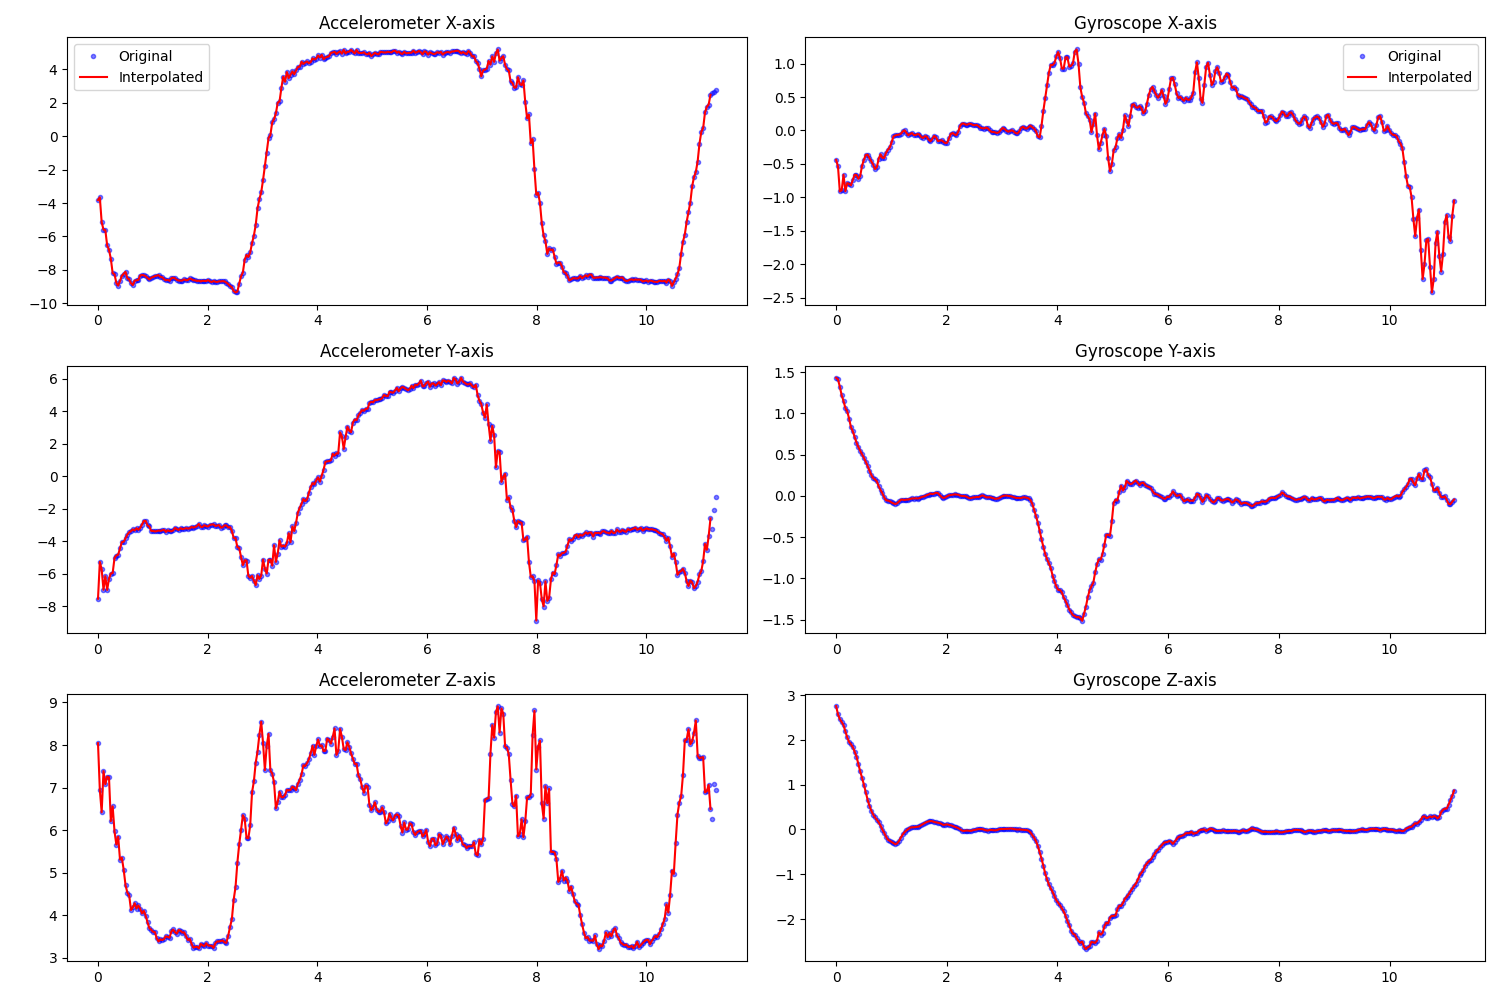 Accelerometer X-axis
Original
Interpolated
4
2
0
−2
−4
−6
−8
−10
0 2 4 6 8 10
Gyroscope X-axis
Original
Interpolated
1.0
0.5
0.0
−0.5
−1.0
−1.5
−2.0
−2.5
0 2 4 6 8 10
Accelerometer Y-axis
6
4
2
0
−2
−4
−6
−8
0 2 4 6 8 10
Gyroscope Y-axis
1.5
1.0
0.5
0.0
−0.5
−1.0
−1.5
0 2 4 6 8 10
Accelerometer Z-axis
9
8
7
6
5
4
3
0 2 4 6 8 10
Gyroscope Z-axis
3
2
1
0
−1
−2
0 2 4 6 8 10